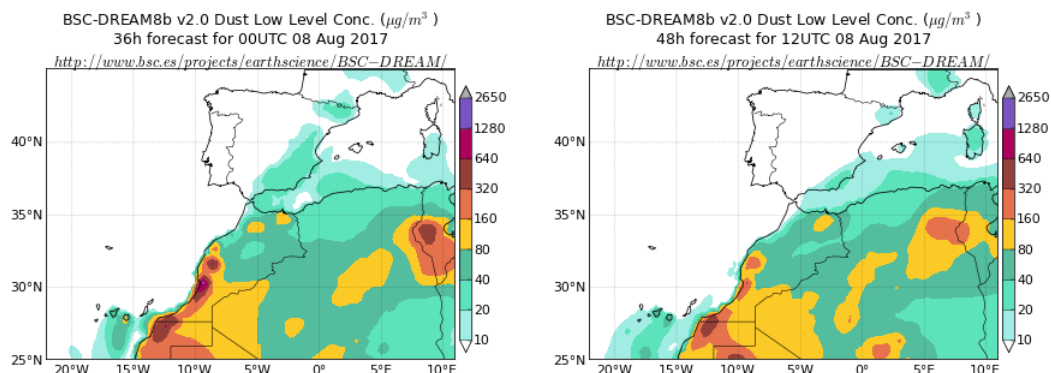 BSC-DREAM8b v2.0 Dust Low Level Conc. (μg/m³ )
36h forecast for 00UTC 08 Aug 2017
http://www.bsc.es/projects/earthscience/BSC-DREAM/
40°N
35°N
30°N
25°N
20°W 15°W 10°W 5°W 0° 5°E 10°E
2650
1280
640
320
160
80
40
20
10
BSC-DREAM8b v2.0 Dust Low Level Conc. (μg/m³ )
48h forecast for 12UTC 08 Aug 2017
http://www.bsc.es/projects/earthscience/BSC-DREAM/
40°N
35°N
30°N
25°N
20°W 15°W 10°W 5°W 0° 5°E 10°E
2650
1280
640
320
160
80
40
20
10